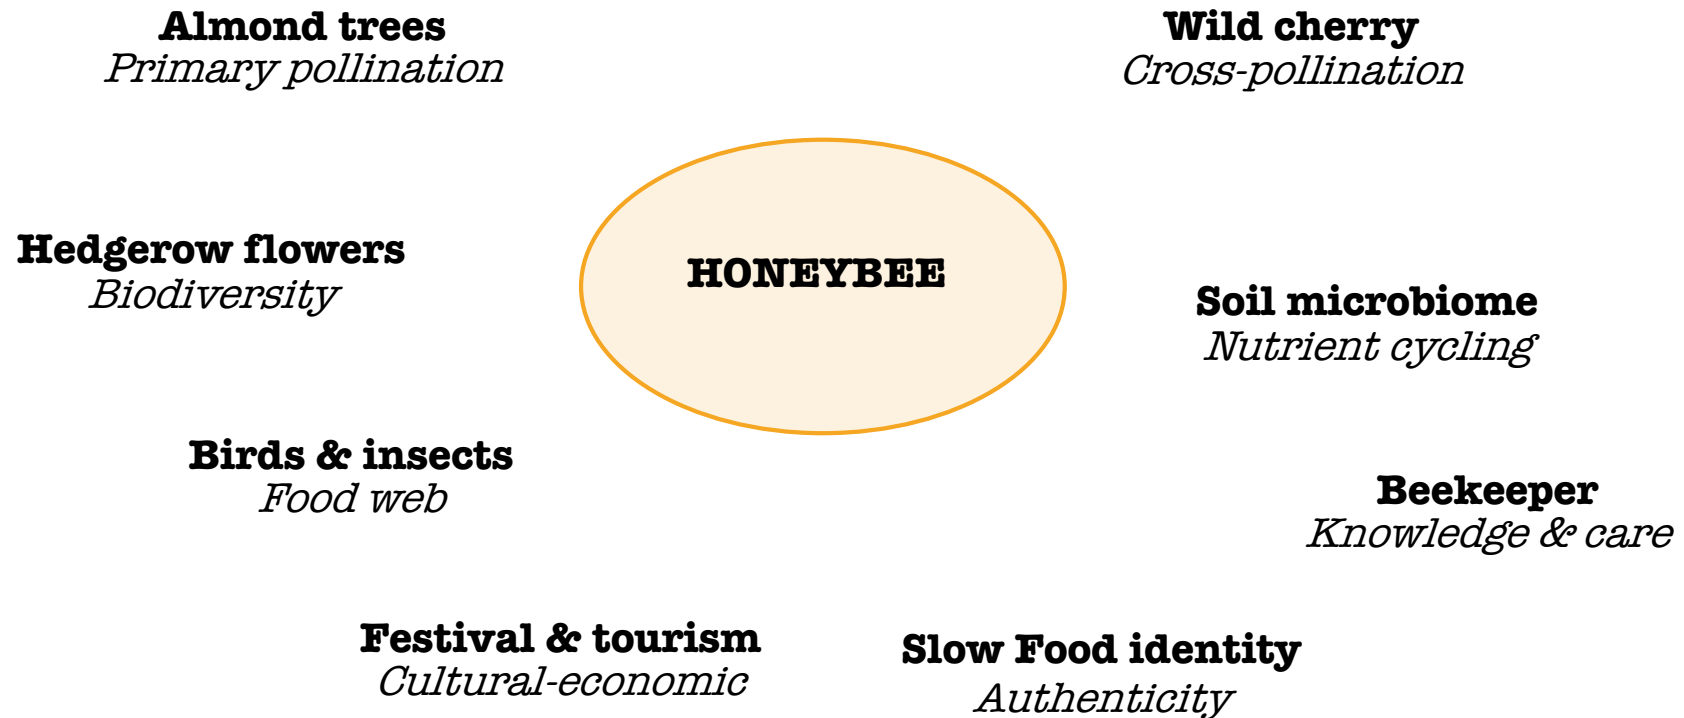 Almond trees
Primary pollination
Wild cherry
Cross-pollination
Hedgerow flowers
Biodiversity
HONEYBEE
Soil microbiome
Nutrient cycling
Birds & insects
Food web
Beekeeper
Knowledge & care
Festival & tourism
Cultural-economic
Slow Food identity
Authenticity